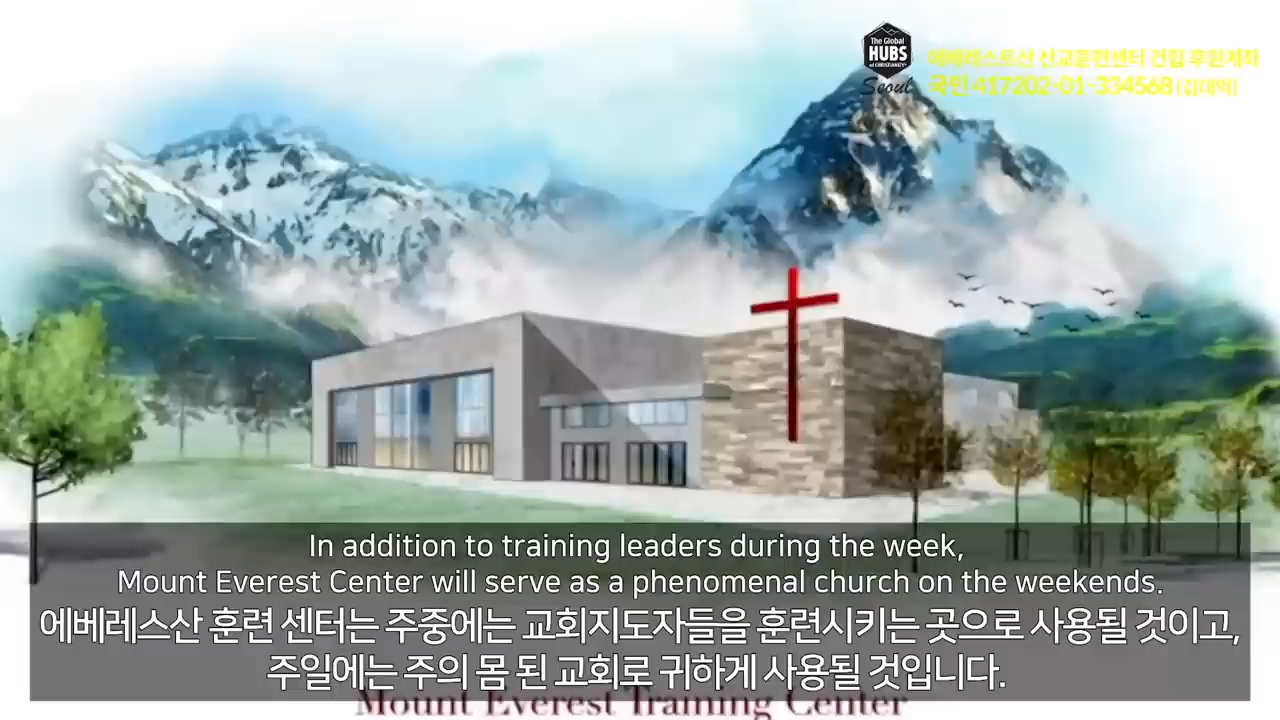 The Global
HUBS
of CHRISTIANITY
Seoul
에베레스트산 선교훈련센터 건립 후원계좌
국민 417202-01-334568 (김대억)
In addition to training leaders during the week,
Mount Everest Center will serve as a phenomenal church on the weekends.
에베레스산 훈련 센터는 주중에는 교회지도자들을 훈련시키는 곳으로 사용될 것이고,
주일에는 주의 몸 된 교회로 귀하게 사용될 것입니다.
Mount Everest Training Center